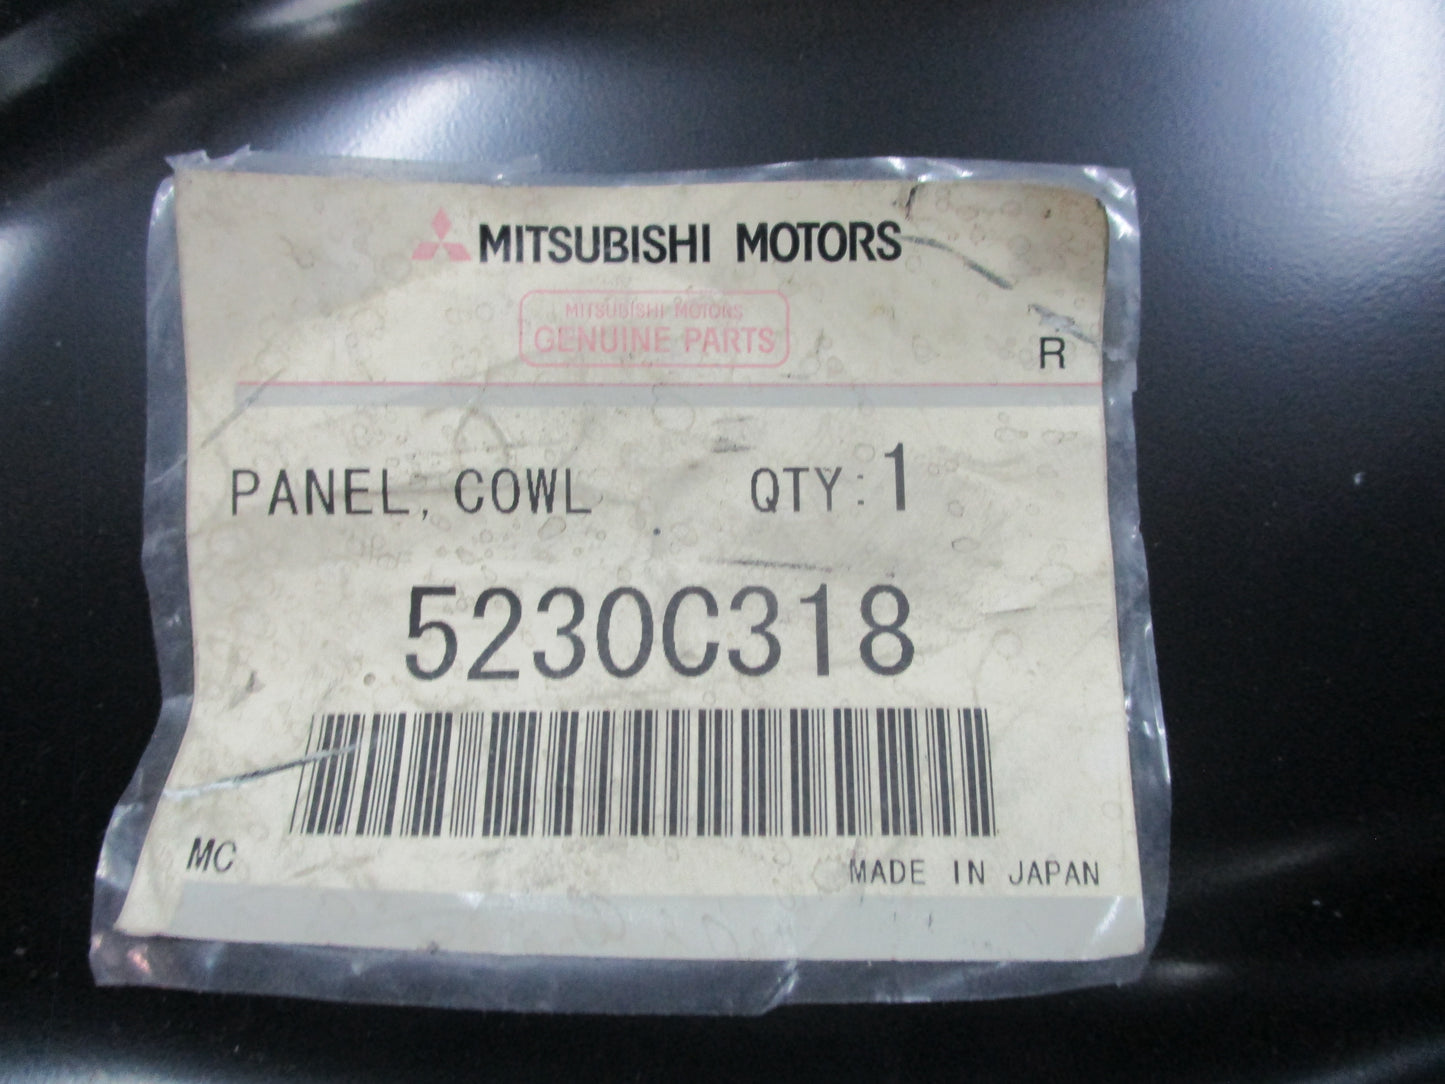 MITSUBISHI MOTORS
MITSUBISHI MOTORS
GENUINE PARTS
R
PANEL, COWL QTY:1
5230C318
MC
MADE IN JAPAN